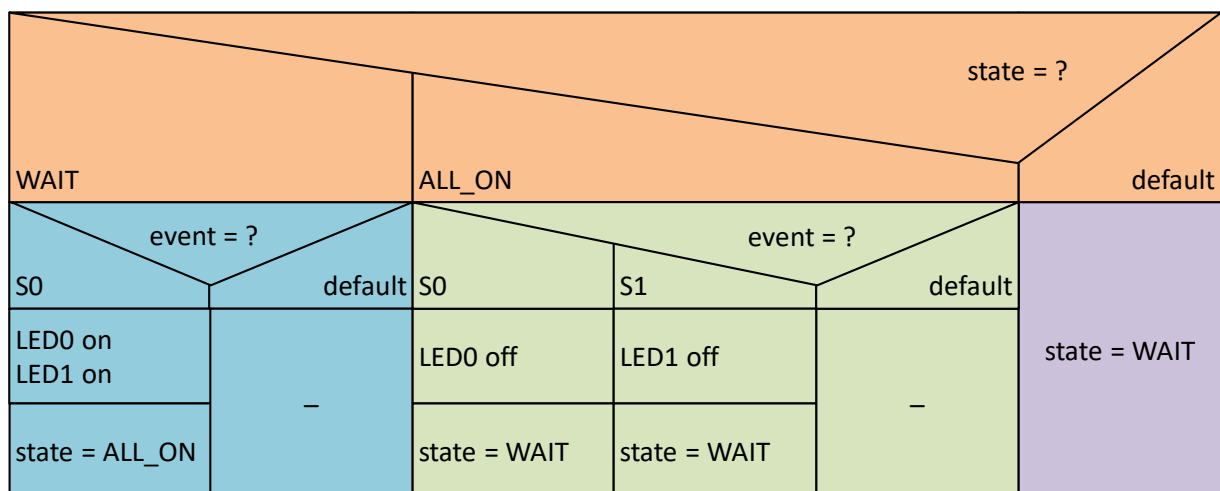 state = ?
WAIT
ALL_ON
default
event = ?
S0
default
event = ?
S0
S1
default
LED0 on
LED1 on
–
LED0 off
LED1 off
–
state = WAIT
state = ALL_ON
state = WAIT
state = WAIT